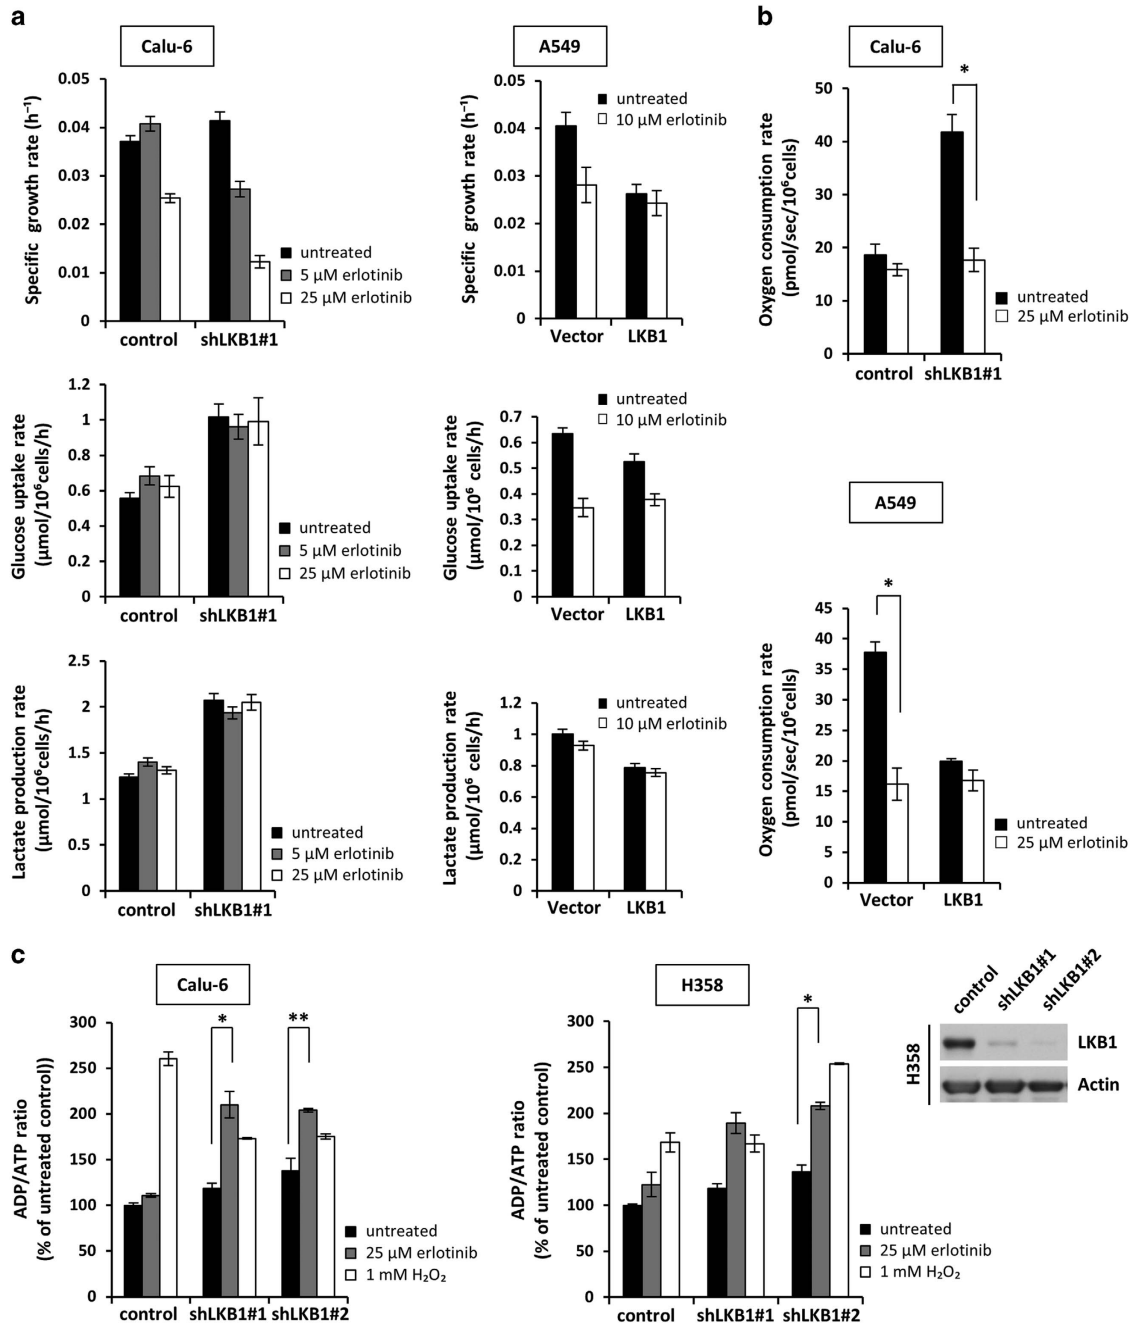 a
Calu-6
Specific growth rate (h⁻¹)
0.05
0.04
0.03
0.02
0.01
0
control
shLKB1#1
untreated
5 µM erlotinib
25 µM erlotinib
A549
Specific growth rate (h⁻¹)
0.05
0.04
0.03
0.02
0.01
0
Vector
LKB1
untreated
10 µM erlotinib
Glucose uptake rate
(µmol/10⁶cells/h)
1.2
1
0.8
0.6
0.4
0.2
0
control
shLKB1#1
untreated
5 µM erlotinib
25 µM erlotinib
Glucose uptake rate
(µmol/10⁶ cells/h)
0.7
0.6
0.5
0.4
0.3
0.2
0.1
0
Vector
LKB1
untreated
10 µM erlotinib
Lactate production rate
(µmol/10⁶cells/h)
2.5
2
1.5
1
0.5
0
control
shLKB1#1
untreated
5 µM erlotinib
25 µM erlotinib
Lactate production rate
(µmol/10⁶ cells/h)
1.2
1
0.8
0.6
0.4
0.2
0
Vector
LKB1
untreated
10 µM erlotinib
b
Calu-6
Oxygen consumption rate
(pmol/sec/10⁶cells)
50
40
30
20
10
0
*
control
shLKB1#1
untreated
25 µM erlotinib
A549
Oxygen consumption rate
(pmol/sec/10⁶cells)
45
40
35
30
25
20
15
10
5
0
*
Vector
LKB1
untreated
25 µM erlotinib
c
Calu-6
ADP/ATP ratio
(% of untreated control))
300
250
200
150
100
50
0
*
**
control
shLKB1#1
shLKB1#2
untreated
25 µM erlotinib
1 mM H₂O₂
H358
ADP/ATP ratio
(% of untreated control)
300
250
200
150
100
50
0
*
control
shLKB1#1
shLKB1#2
untreated
25 µM erlotinib
1 mM H₂O₂
control
shLKB1#1
shLKB1#2
H358
LKB1
Actin